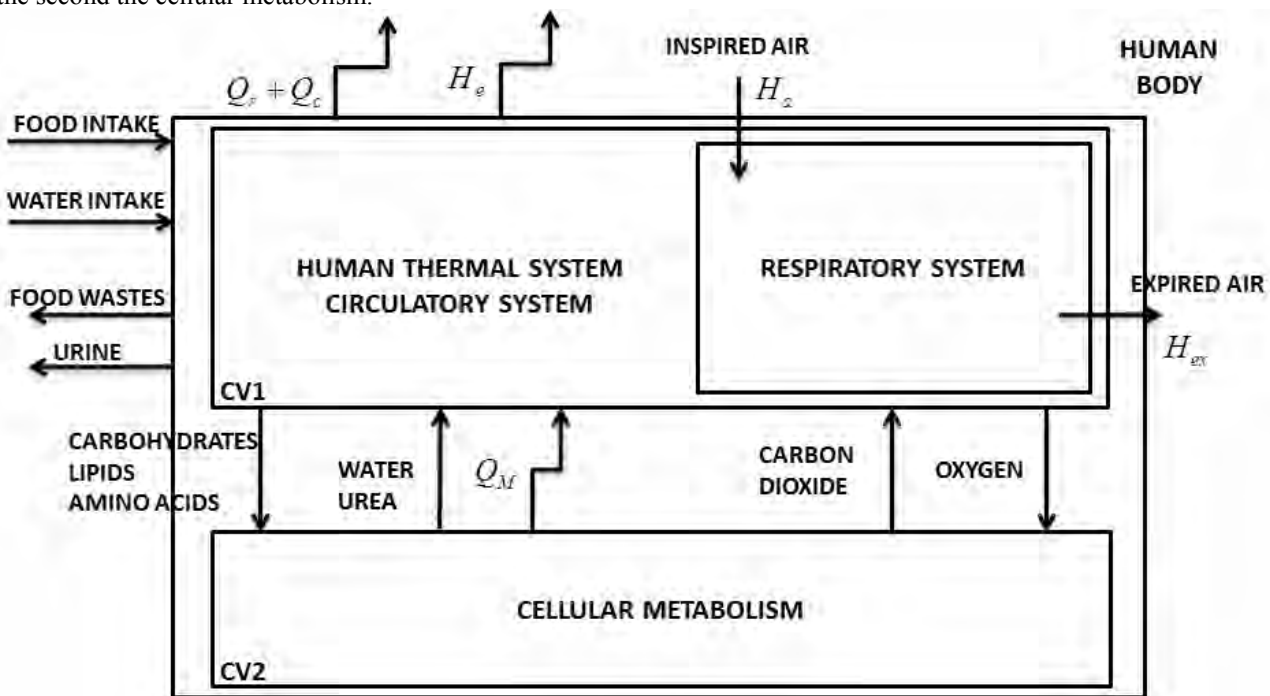 the second the cellular metabolism.
INSPIRED AIR
HUMAN
BODY
Q_r + Q_c
H_e
H_a
FOOD INTAKE
WATER INTAKE
HUMAN THERMAL SYSTEM
CIRCULATORY SYSTEM
RESPIRATORY SYSTEM
FOOD WASTES
EXPIRED AIR
URINE
H_ex
CV1
CARBOHYDRATES
LIPIDS
AMINO ACIDS
WATER
UREA
Q_M
CARBON
DIOXIDE
OXYGEN
CELLULAR METABOLISM
CV2